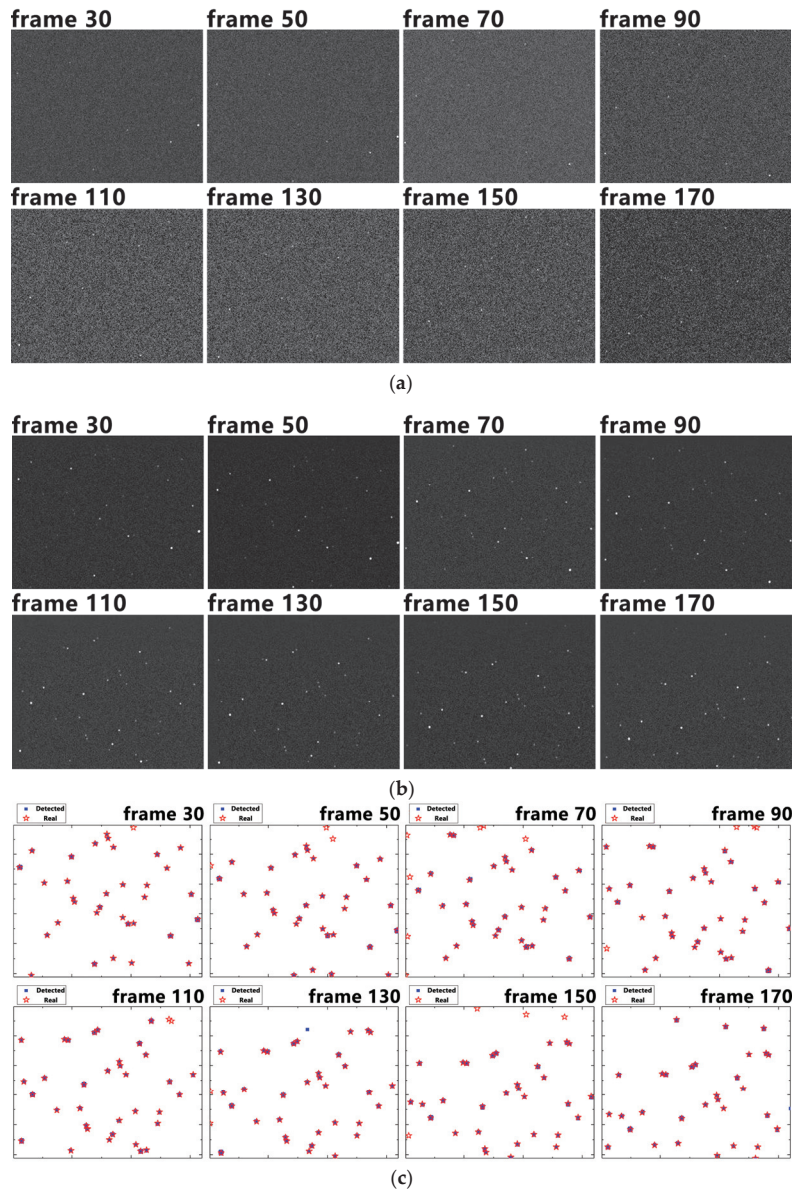 frame 30 frame 50 frame 70 frame 90
frame 110 frame 130 frame 150 frame 170
(a)
frame 30 frame 50 frame 70 frame 90
frame 110 frame 130 frame 150 frame 170
(b)
Detected
Real
frame 30
Detected
Real
frame 50
Detected
Real
frame 70
Detected
Real
frame 90
Detected
Real
frame 110
Detected
Real
frame 130
Detected
Real
frame 150
Detected
Real
frame 170
(c)